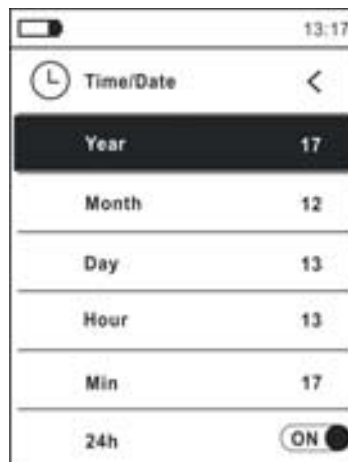 13:17
Time/Date <
Year 17
Month 12
Day 13
Hour 13
Min 17
24h ON